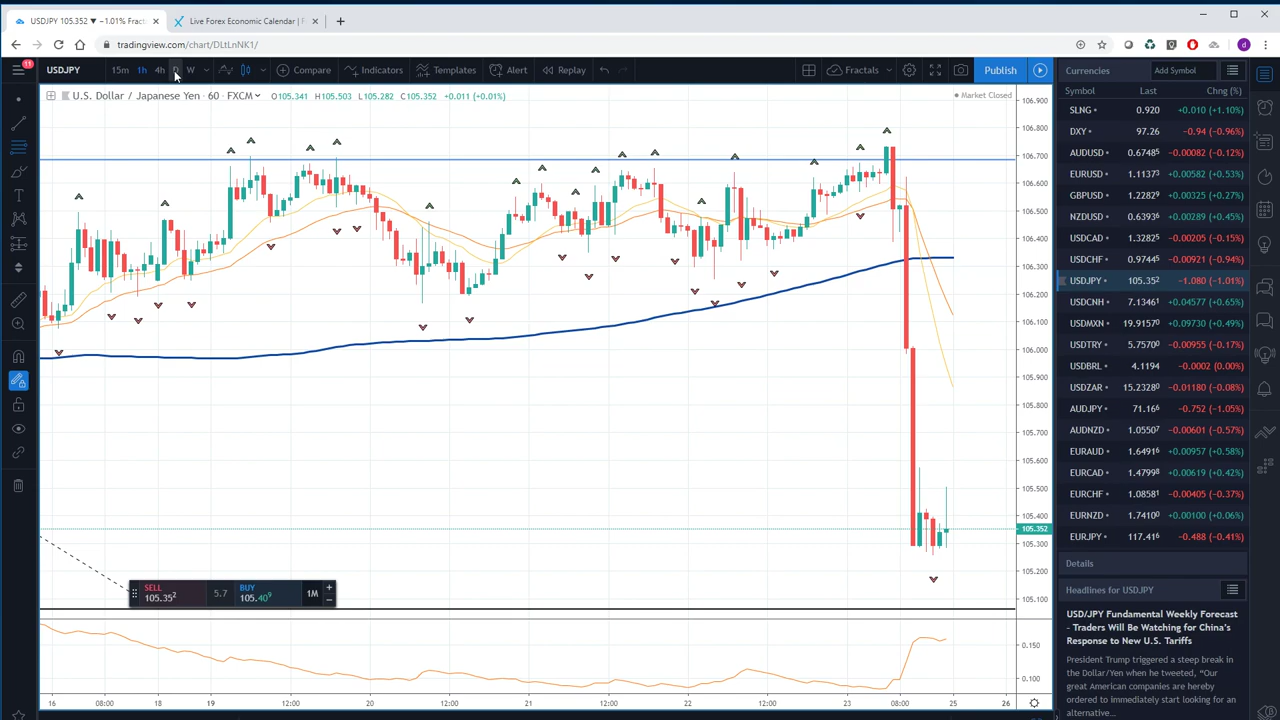 USDJPY 105.352 ▼ −1.01% Fract
Live Forex Economic Calendar | F
tradingview.com/chart/DLtLnNK1/
d
11
USDJPY 15m 1h 4h D W Compare Indicators Templates Alert Replay Fractals Publish
U.S. Dollar / Japanese Yen · 60 · FXCM O105.341 H105.503 L105.282 C105.352 +0.011 (+0.01%)
Market Closed
106.900
106.800
106.700
106.600
106.500
106.400
106.300
106.200
106.100
106.000
105.900
105.800
105.700
105.600
105.500
105.400
105.352
105.300
105.200
105.100
SELL
105.35²
5.7
BUY
105.40⁹
1M
+
−
0.150
0.100
16 08:00 18 19 12:00 20 12:00 21 12:00 22 12:00 23 08:00 25 26
Currencies Add Symbol
Symbol Last Chng (%)
SLNG 0.920 +0.010 (+1.10%)
DXY 97.26 −0.94 (−0.96%)
AUDUSD 0.6748⁵ −0.00082 (−0.12%)
EURUSD 1.1137³ +0.00582 (+0.53%)
GBPUSD 1.2282⁹ +0.00325 (+0.27%)
NZDUSD 0.6393⁶ +0.00289 (+0.45%)
USDCAD 1.3282⁵ −0.00205 (−0.15%)
USDCHF 0.9744⁵ −0.00921 (−0.94%)
USDJPY 105.35² −1.080 (−1.01%)
USDCNH 7.1346¹ +0.04577 (+0.65%)
USDMXN 19.9157⁰ +0.09730 (+0.49%)
USDTRY 5.7570⁰ −0.00955 (−0.17%)
USDBRL 4.1194 −0.0002 (0.00%)
USDZAR 15.2328⁰ −0.01180 (−0.08%)
AUDJPY 71.16⁶ −0.752 (−1.05%)
AUDNZD 1.0550⁷ −0.00601 (−0.57%)
EURAUD 1.6491⁶ +0.00957 (+0.58%)
EURCAD 1.4799⁸ +0.00619 (+0.42%)
EURCHF 1.0858¹ −0.00405 (−0.37%)
EURNZD 1.7410⁰ +0.00100 (+0.06%)
EURJPY 117.41⁶ −0.488 (−0.41%)
Details
Headlines for USDJPY
USD/JPY Fundamental Weekly Forecast
- Traders Will Be Watching for China's
Response to New U.S. Tariffs
President Trump triggered a steep break in
the Dollar/Yen when he tweeted, "Our
great American companies are hereby
ordered to immediately start looking for an
alternative...